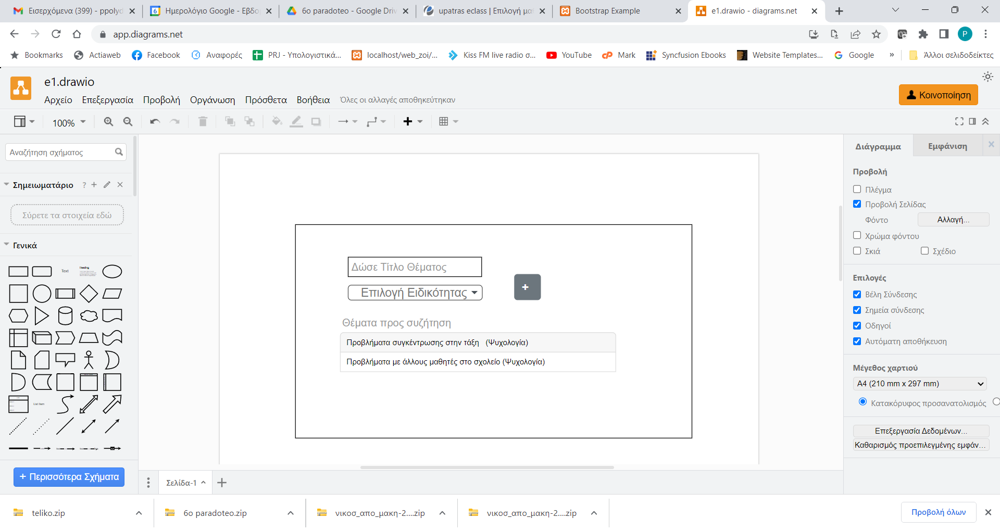 Εισερχόμενα (399) - ppolyd
Ημερολόγιο Google - Εβδο
6o paradoteo - Google Driv
upatras eclass | Επιλογή μα
Bootstrap Example
e1.drawio - diagrams.net
app.diagrams.net
P
Bookmarks
Actiaweb
Facebook
Αναφορές
PRJ - Υπολογιστικά...
localhost/web_zoi/...
Kiss FM live radio σ...
YouTube
Mark
Syncfusion Ebooks
Website Templates...
Google
»
Άλλοι σελιδοδείκτες
e1.drawio
Αρχείο Επεξεργασία Προβολή Οργάνωση Πρόσθετα Βοήθεια Όλες οι αλλαγές αποθηκεύτηκαν
Κοινοποίηση
100%
Αναζήτηση σχήματος
Σημειωματάριο ?
Σύρετε τα στοιχεία εδώ
Γενικά
Text
Heading
List Item
+ Περισσότερα Σχήματα
Δώσε Τίτλο Θέματος
Επιλογή Ειδικότητας
+
Θέματα προς συζήτηση
Προβλήματα συγκέντρωσης στην τάξη (Ψυχολογία)
Προβλήματα με άλλους μαθητές στο σχολείο (Ψυχολογία)
Σελίδα-1
Διάγραμμα
Εμφάνιση
Προβολή
Πλέγμα
Προβολή Σελίδας
Φόντο
Αλλαγή...
Χρώμα φόντου
Σκιά
Σχέδιο
Επιλογές
Βέλη Σύνδεσης
Σημεία σύνδεσης
Οδηγοί
Αυτόματη αποθήκευση
Μέγεθος χαρτιού
A4 (210 mm x 297 mm)
Κατακόρυφος προσανατολισμός
Επεξεργασία Δεδομένων...
Καθαρισμός προεπιλεγμένης εμφάν...
teliko.zip
6o paradoteo.zip
νικοσ_απο_μακη-2....zip
νικοσ_απο_μακη-2....zip
Προβολή όλων